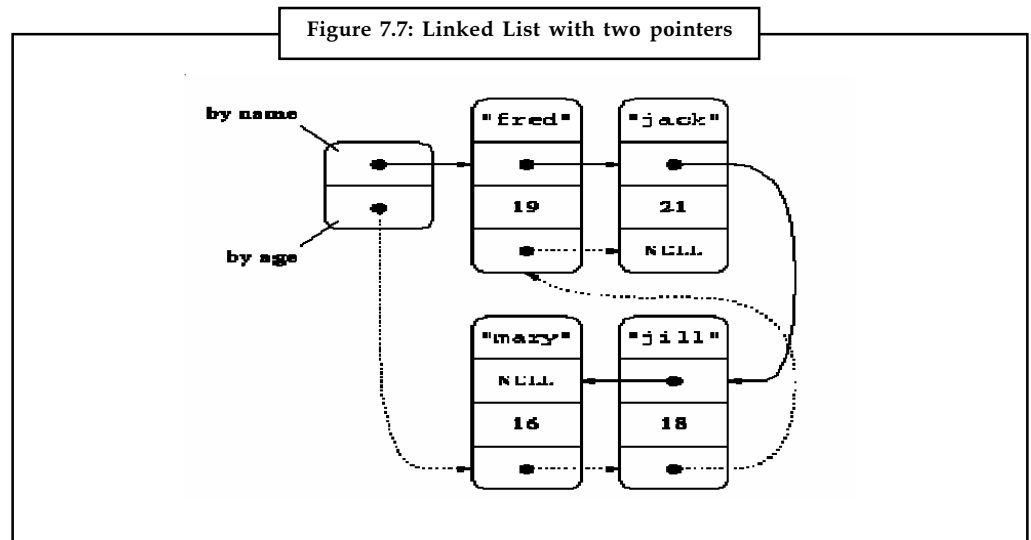 Figure 7.7: Linked List with two pointers
by name
"fred"
"jack"
19
21
NULL
by age
"mary"
"jill"
NULL
16
18